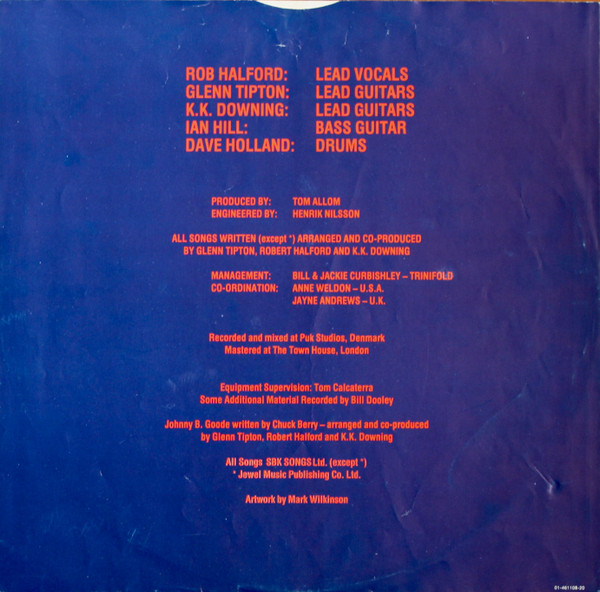 ROB HALFORD: LEAD VOCALS
GLENN TIPTON: LEAD GUITARS
K.K. DOWNING: LEAD GUITARS
IAN HILL: BASS GUITAR
DAVE HOLLAND: DRUMS
PRODUCED BY: TOM ALLOM
ENGINEERED BY: HENRIK NILSSON
ALL SONGS WRITTEN (except *) ARRANGED AND CO-PRODUCED
BY GLENN TIPTON, ROBERT HALFORD AND K.K. DOWNING
MANAGEMENT: BILL & JACKIE CURBISHLEY – TRINIFOLD
CO-ORDINATION: ANNE WELDON – U.S.A.
JAYNE ANDREWS – U.K.
Recorded and mixed at Puk Studios, Denmark
Mastered at The Town House, London
Equipment Supervision: Tom Calcaterra
Some Additional Material Recorded by Bill Dooley
Johnny B. Goode written by Chuck Berry – arranged and co-produced
by Glenn Tipton, Robert Halford and K.K. Downing
All Songs SBK SONGS Ltd. (except *)
* Jewel Music Publishing Co. Ltd.
Artwork by Mark Wilkinson
01-461108-20